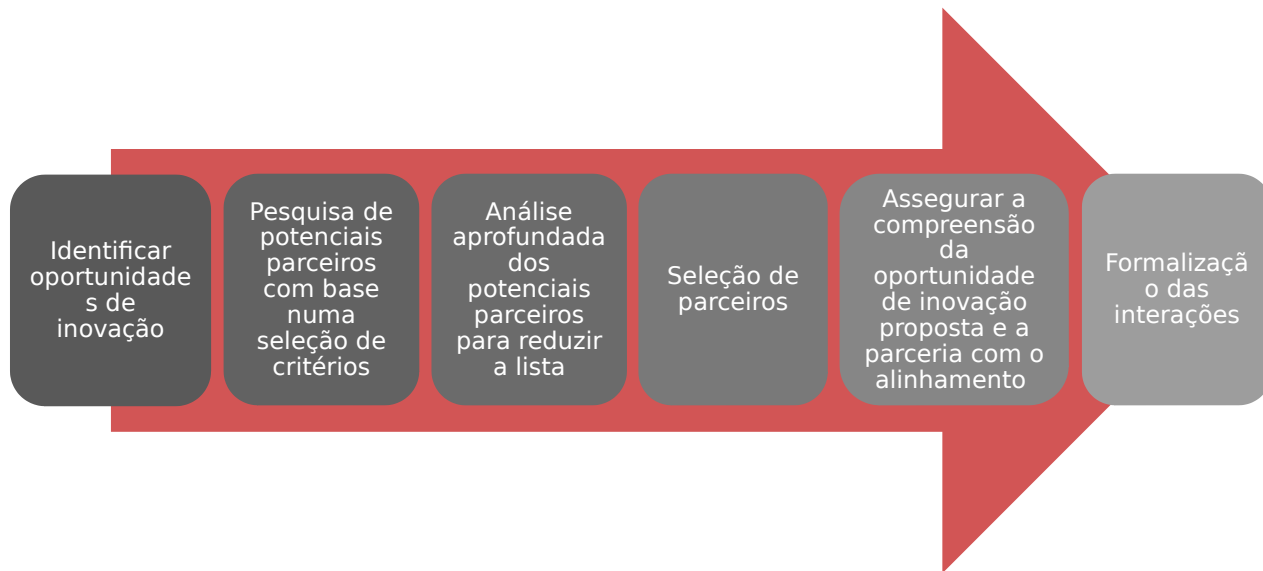 Identificar
oportunidade
s de
inovação
Pesquisa de
potenciais
parceiros
com base
numa
seleção de
critérios
Análise
aprofundada
dos
potenciais
parceiros
para reduzir
a lista
Seleção de
parceiros
Assegurar a
compreensão
da
oportunidade
de inovação
proposta e a
parceria com o
alinhamento
Formalizaçã
o das
interações